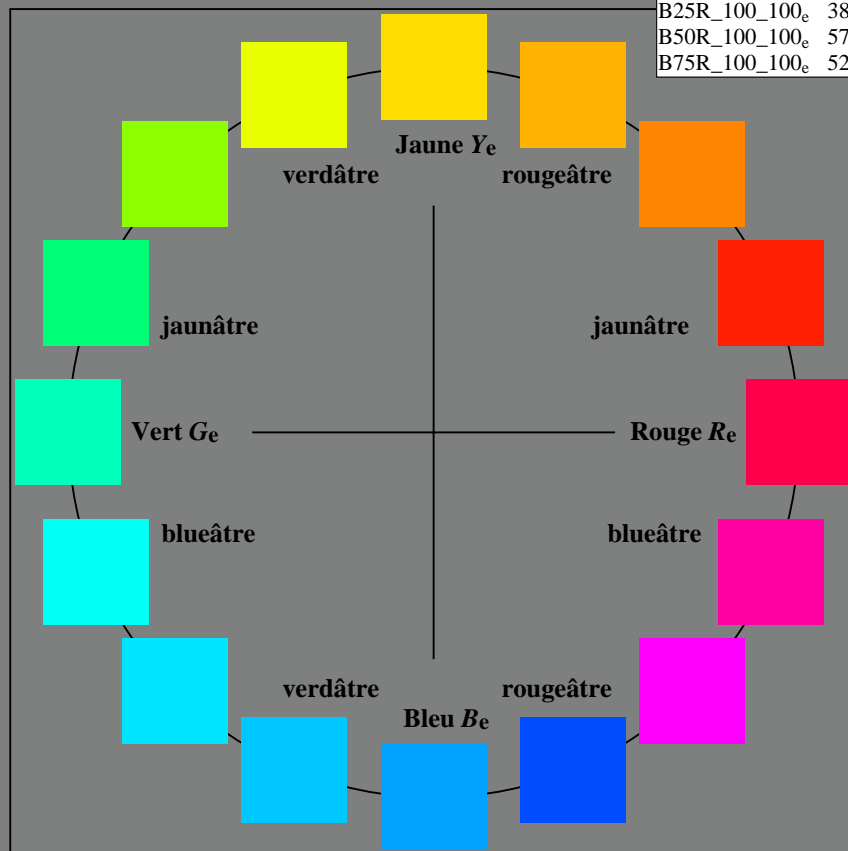 B25R_100_100e 38
B50R_100_100e 57
B75R_100_100e 52
Jaune Ye
verdâtre rougeâtre
jaunâtre jaunâtre
Vert Ge Rouge Re
blueâtre blueâtre
verdâtre rougeâtre
Bleu Be